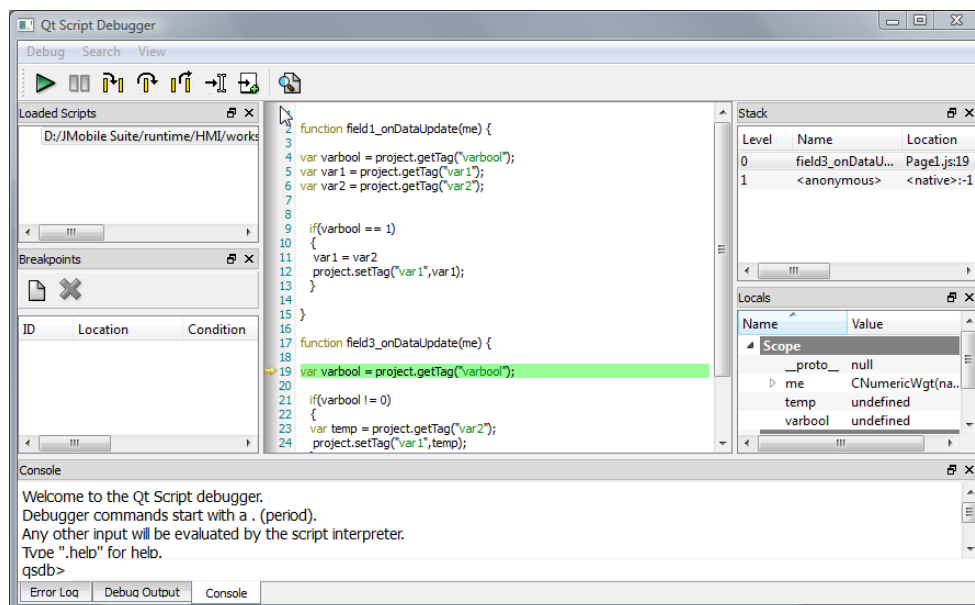 Qt Script Debugger
Debug Search View
Loaded Scripts
D:/JMobile Suite/runtime/HMI/works
Breakpoints
ID Location Condition
1
2 function field1_onDataUpdate(me) {
3
4 var varbool = project.getTag("varbool");
5 var var1 = project.getTag("var1");
6 var var2 = project.getTag("var2");
7
8
9 if(varbool == 1)
10 {
11 var1 = var2
12 project.setTag("var1",var1);
13 }
14
15 }
16
17 function field3_onDataUpdate(me) {
18
19 var varbool = project.getTag("varbool");
20
21 if(varbool != 0)
22 {
23 var temp = project.getTag("var2");
24 project.setTag("var1",temp);
Stack
Level Name Location
0 field3_onDataU... Page1.js:19
1 <anonymous> <native>:-1
Locals
Name Value
Scope
__proto__ null
me CNumericWgt(na...
temp undefined
varbool undefined
Console
Welcome to the Qt Script debugger.
Debugger commands start with a . (period).
Any other input will be evaluated by the script interpreter.
Type ".help" for help.
qsdb>
Error Log Debug Output Console